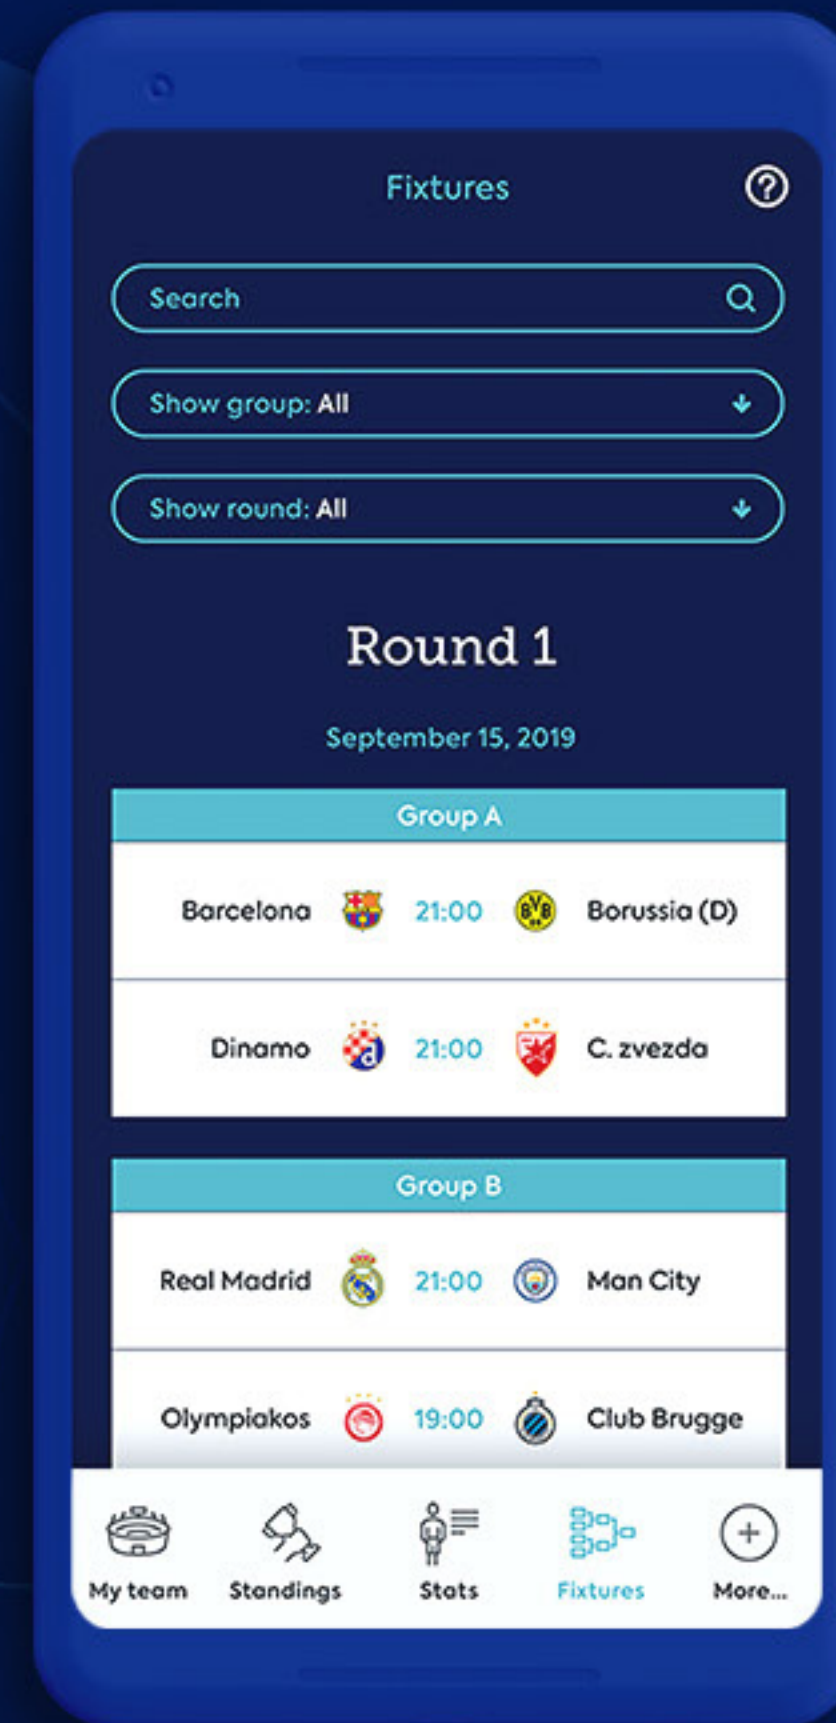 Fixtures
Search
Show group: All
Show round: All
Round 1
September 15, 2019
Group A
Barcelona 21:00 BVB 09 Borussia (D)
Dinamo 21:00 C. zvezda
Group B
Real Madrid 21:00 Man City
Olympiakos 19:00 Club Brugge
My team Standings Stats Fixtures More...